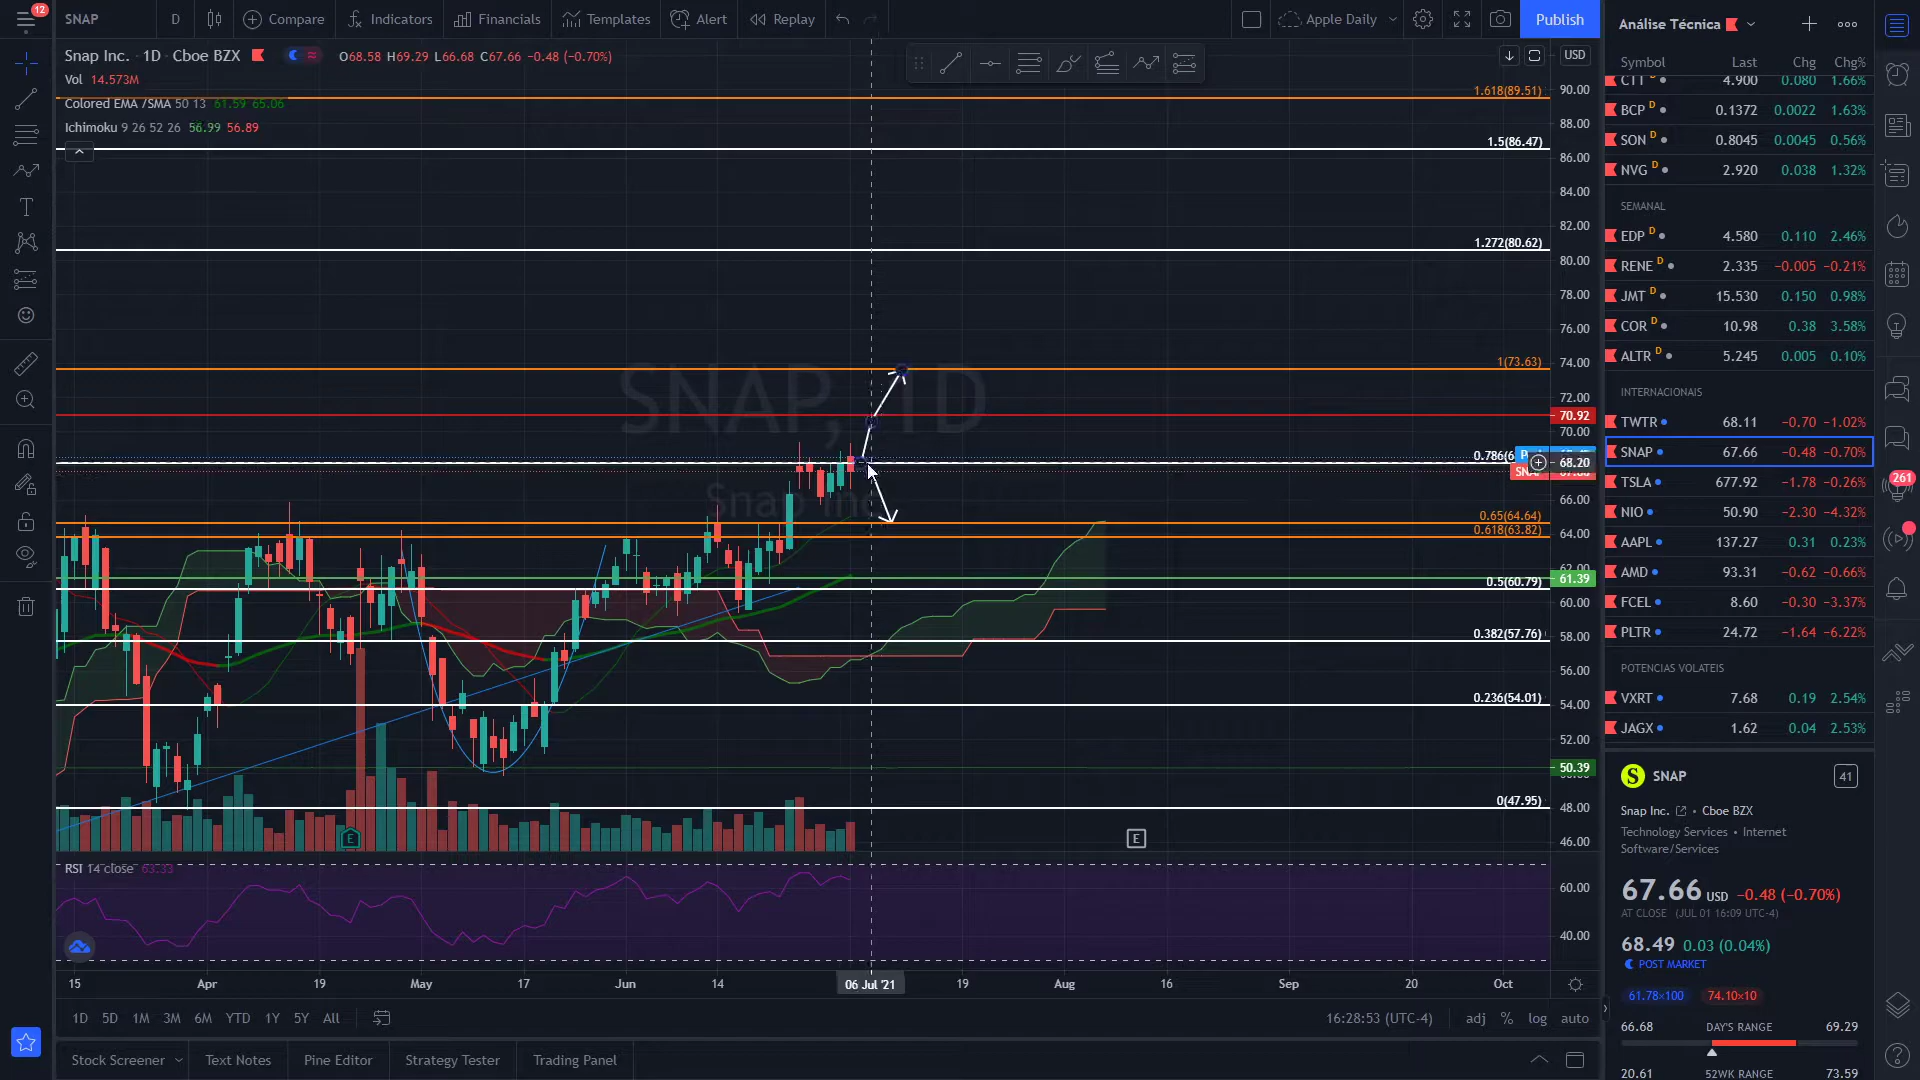 12
SNAP D Compare Indicators Financials Templates Alert Replay Apple Daily Publish
Análise Técnica
Snap Inc. · 1D · Cboe BZX O68.58 H69.29 L66.68 C67.66 −0.48 (−0.70%)
USD
Symbol Last Chg Chg%
Vol 14.573M
CTT D 4.900 0.080 1.66%
Colored EMA /SMA 50 13 61.59 65.06
1.618(89.51)
90.00
BCP D 0.1372 0.0022 1.63%
Ichimoku 9 26 52 26 56.99 56.89
88.00
1.5(86.47)
SON D 0.8045 0.0045 0.56%
86.00
NVG D 2.920 0.038 1.32%
84.00
SEMANAL
82.00
EDP D 4.580 0.110 2.46%
1.272(80.62)
80.00
RENE D 2.335 −0.005 −0.21%
78.00
JMT D 15.530 0.150 0.98%
76.00
COR D 10.98 0.38 3.58%
1(73.63)
74.00
ALTR D 5.245 0.005 0.10%
SNAP, 1D
72.00
INTERNACIONAIS
70.92
TWTR 68.11 −0.70 −1.02%
70.00
SNAP 67.66 −0.48 −0.70%
68.20
TSLA 677.92 −1.78 −0.26%
Snap Inc
66.00
0.65(64.64)
NIO 50.90 −2.30 −4.32%
0.618(63.82)
64.00
AAPL 137.27 0.31 0.23%
62.00
61.39
AMD 93.31 −0.62 −0.66%
0.5(60.79)
60.00
FCEL 8.60 −0.30 −3.37%
0.382(57.76)
58.00
PLTR 24.72 −1.64 −6.22%
56.00
POTENCIAS VOLATEIS
0.236(54.01)
54.00
VXRT 7.68 0.19 2.54%
52.00
JAGX 1.62 0.04 2.53%
50.39
SNAP 41
0(47.95)
48.00
Snap Inc. • Cboe BZX
E E
46.00
Technology Services • Internet
Software/Services
RSI 14 close 63.33
60.00
67.66 USD −0.48 (−0.70%)
AT CLOSE (JUL 01 16:09 UTC-4)
40.00
68.49 0.03 (0.04%)
POST MARKET
15 Apr 19 May 17 Jun 14 06 Jul '21 19 Aug 16 Sep 20 Oct
61.78×100 74.10×10
1D 5D 1M 3M 6M YTD 1Y 5Y All 16:28:53 (UTC-4) adj % log auto
66.68 DAY'S RANGE 69.29
Stock Screener Text Notes Pine Editor Strategy Tester Trading Panel
20.61 52WK RANGE 73.59
261